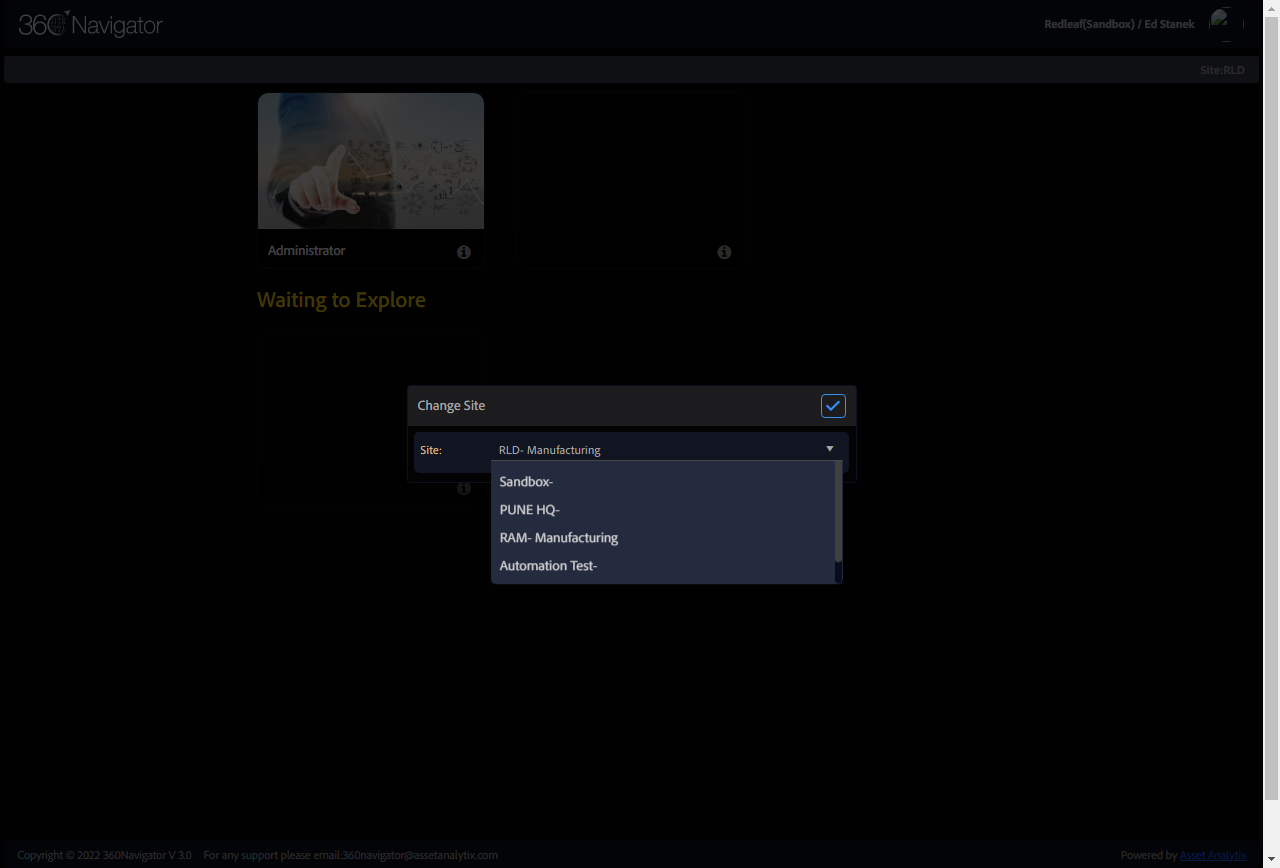 360 Navigator
Redleaf(Sandbox) / Ed Stanek
Site:RLD
Administrator
Waiting to Explore
Change Site
Site:
RLD- Manufacturing
Sandbox-
PUNE HQ-
RAM- Manufacturing
Automation Test-
Copyright © 2022 360Navigator V 3.0 For any support please email:360navigator@assetanalytix.com
Powered by Asset Analytix